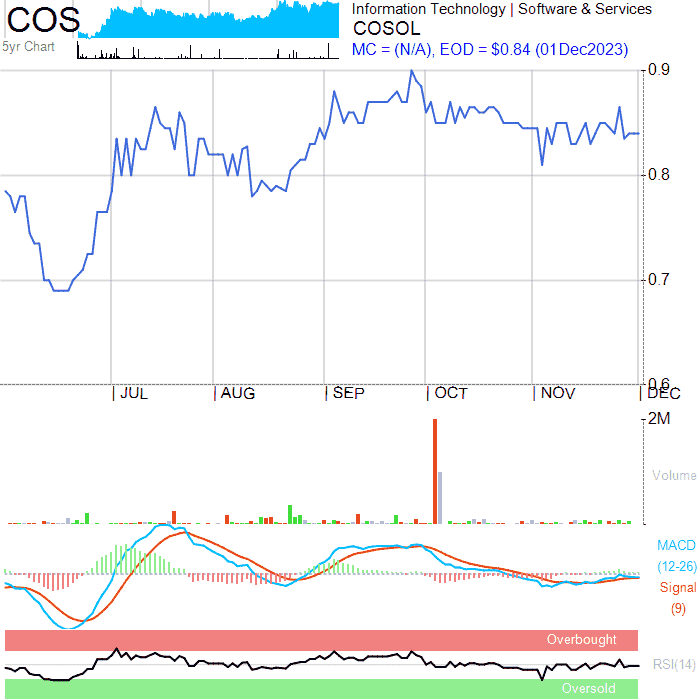 COS
Information Technology | Software & Services
COSOL
5yr Chart
MC = (N/A), EOD = $0.84 (01Dec2023)
0.9
0.8
0.7
0.6
| JUL | AUG | SEP | OCT | NOV | DEC
2M
Volume
MACD
(12-26)
Signal
(9)
Overbought
RSI(14)
Oversold